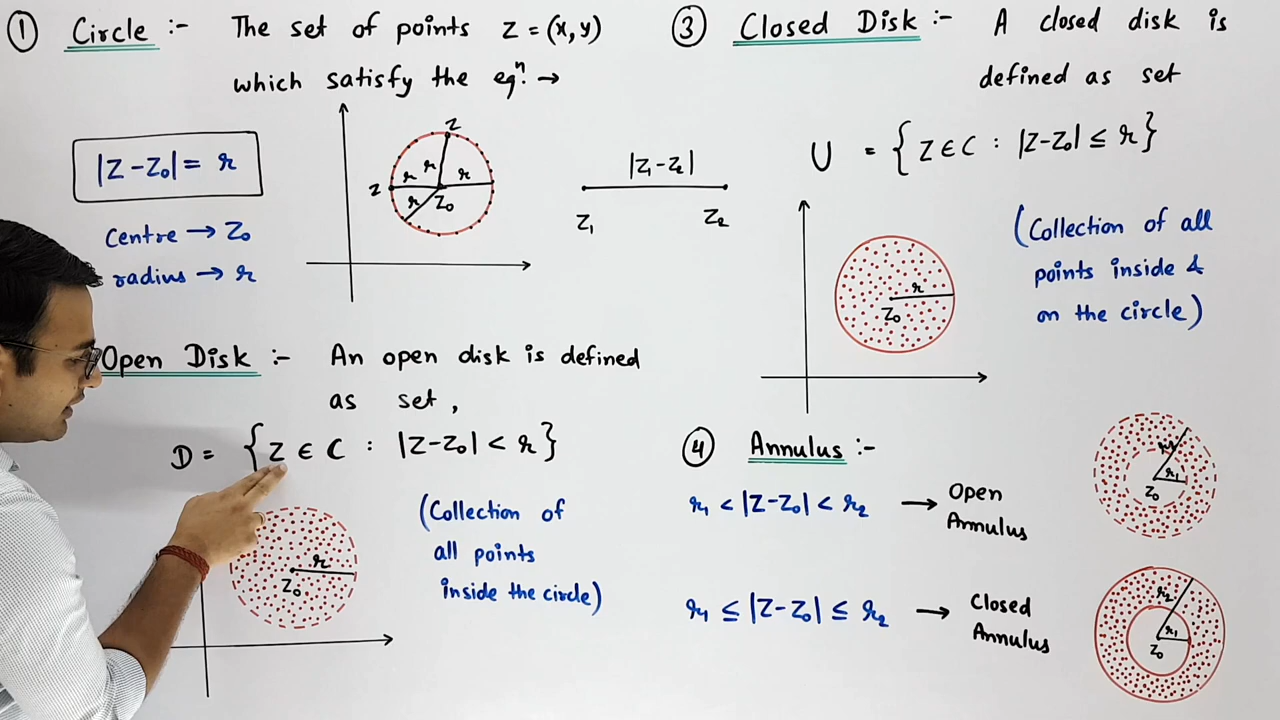 ① Circle :- The set of points z = (x,y)
which satisfy the eqⁿ. →
|z - z₀| = r
Centre → z₀
radius → r
z
z
r
r
r
r
z₀
|z₁ - z₂|
z₁
z₂
Open Disk :- An open disk is defined
as set,
D = {z ∈ C : |z - z₀| < r}
r
z₀
(Collection of
all points
inside the circle)
③ Closed Disk :- A closed disk is
defined as set
U = {z ∈ C : |z - z₀| ≤ r}
r
z₀
(Collection of all
points inside &
on the circle)
④ Annulus :-
r₁ < |z - z₀| < r₂ → Open
Annulus
r₁
z₀
r₁ ≤ |z - z₀| ≤ r₂ → Closed
Annulus
r₂
r₁
z₀